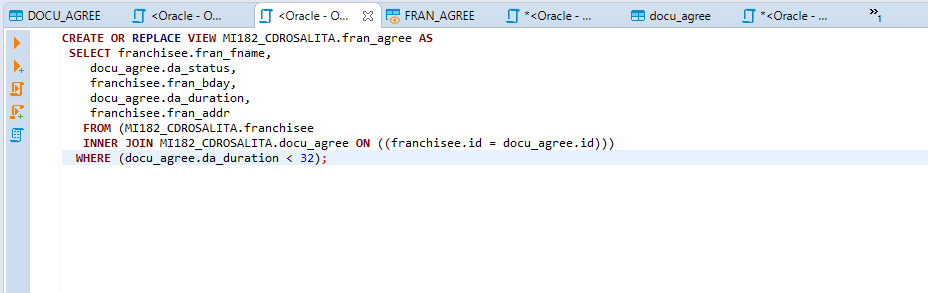 DOCU_AGREE <Oracle - O... <Oracle - O... FRAN_AGREE *<Oracle - ... docu_agree *<Oracle - ... »1
CREATE OR REPLACE VIEW MI182_CDROSALITA.fran_agree AS
SELECT franchisee.fran_fname,
docu_agree.da_status,
franchisee.fran_bday,
docu_agree.da_duration,
franchisee.fran_addr
FROM (MI182_CDROSALITA.franchisee
INNER JOIN MI182_CDROSALITA.docu_agree ON ((franchisee.id = docu_agree.id)))
WHERE (docu_agree.da_duration < 32);